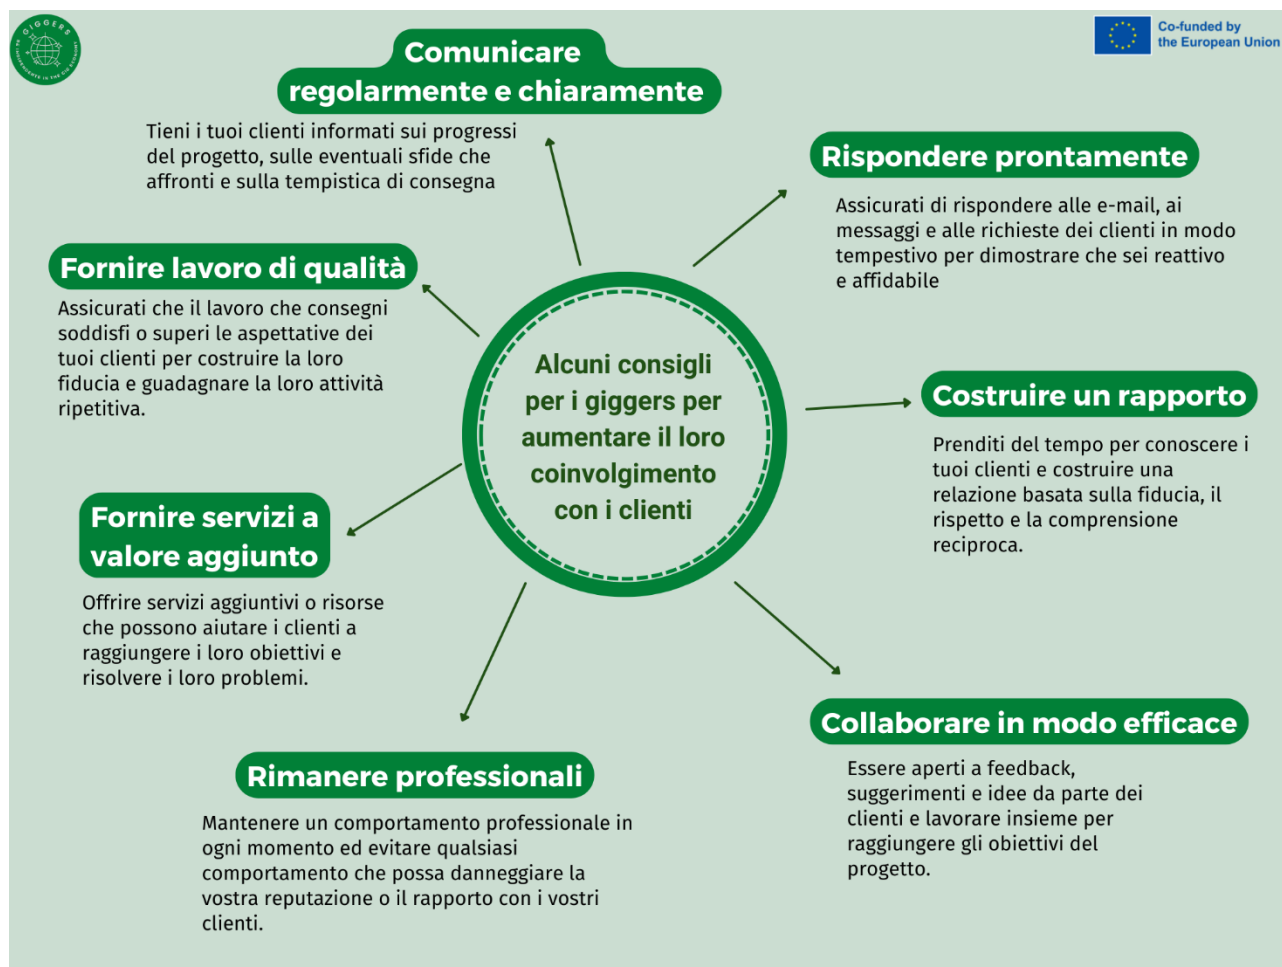 GIGGERS
BE INDEPENDENTS IN THE GIG ECONOMY
Co-funded by
the European Union
Comunicare
regolarmente e chiaramente
Tieni i tuoi clienti informati sui progressi
del progetto, sulle eventuali sfide che
affronti e sulla tempistica di consegna
Rispondere prontamente
Assicurati di rispondere alle e-mail, ai
messaggi e alle richieste dei clienti in modo
tempestivo per dimostrare che sei reattivo
e affidabile
Fornire lavoro di qualità
Assicurati che il lavoro che consegni
soddisfi o superi le aspettative dei
tuoi clienti per costruire la loro
fiducia e guadagnare la loro attività
ripetitiva.
Alcuni consigli
per i giggers per
aumentare il loro
coinvolgimento
con i clienti
Costruire un rapporto
Prenditi del tempo per conoscere i
tuoi clienti e costruire una
relazione basata sulla fiducia, il
rispetto e la comprensione
reciproca.
Fornire servizi a
valore aggiunto
Offrire servizi aggiuntivi o risorse
che possono aiutare i clienti a
raggiungere i loro obiettivi e
risolvere i loro problemi.
Collaborare in modo efficace
Essere aperti a feedback,
suggerimenti e idee da parte dei
clienti e lavorare insieme per
raggiungere gli obiettivi del
progetto.
Rimanere professionali
Mantenere un comportamento professionale in
ogni momento ed evitare qualsiasi
comportamento che possa danneggiare la
vostra reputazione o il rapporto con i vostri
clienti.